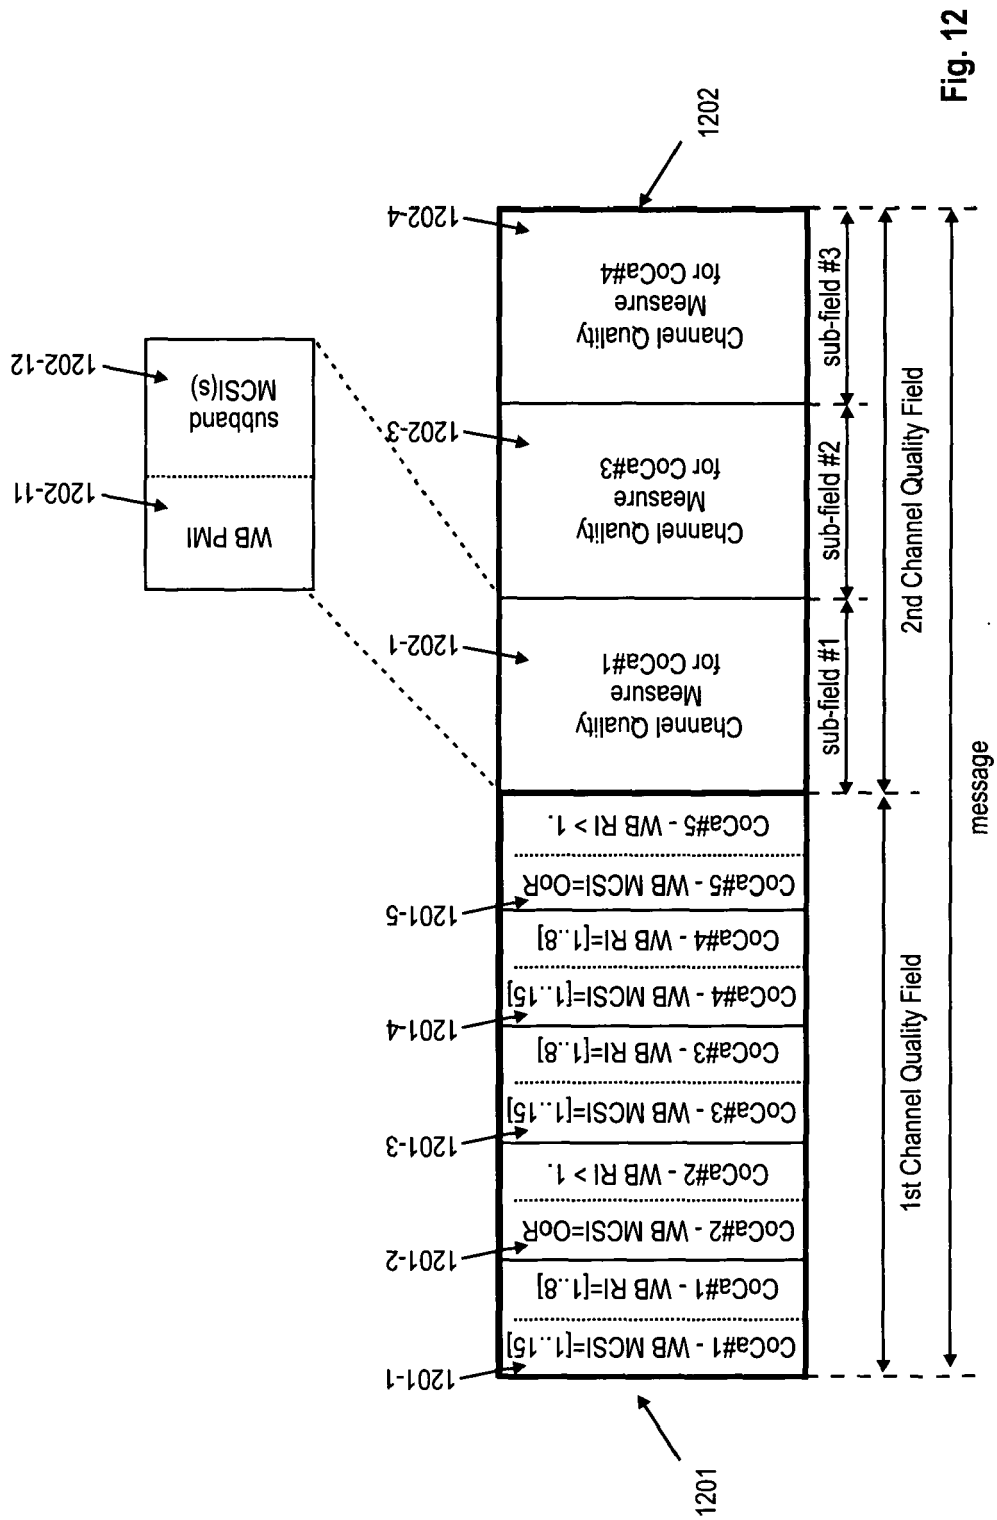 1202-11
1202-12
WB PMI
subband
MCSI(s)
1201-1
1201-2
1201-3
1201-4
1201-5
1202-1
1202-3
1202-4
CoCa#1 - WB MCSI=[1..15]
CoCa#1 - WB RI=[1..8]
CoCa#2 - WB MCSI=OoR
CoCa#2 - WB RI > 1.
CoCa#3 - WB MCSI=[1..15]
CoCa#3 - WB RI=[1..8]
CoCa#4 - WB MCSI=[1..15]
CoCa#4 - WB RI=[1..8]
CoCa#5 - WB MCSI=OoR
CoCa#5 - WB RI > 1.
Channel Quality
Measure
for CoCa#1
Channel Quality
Measure
for CoCa#3
Channel Quality
Measure
for CoCa#4
1201
1202
sub-field #1
sub-field #2
sub-field #3
1st Channel Quality Field
2nd Channel Quality Field
message
Fig. 12